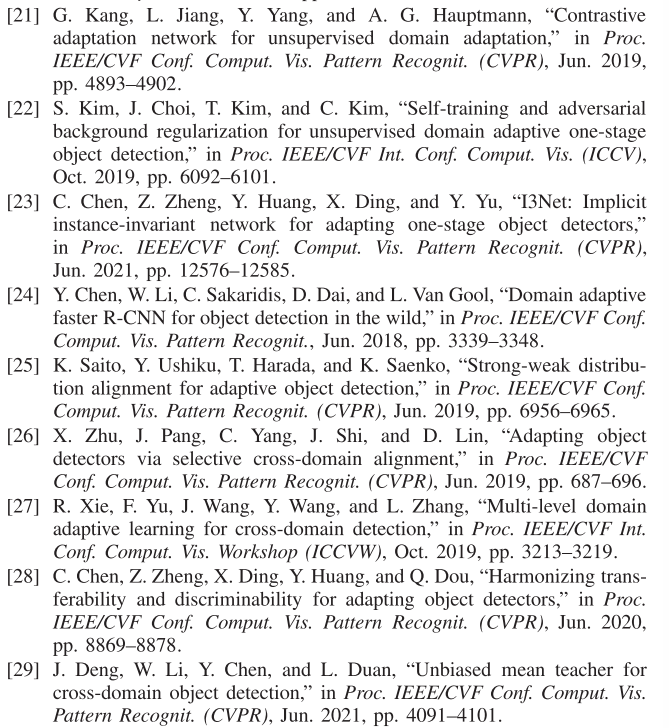 [21] G. Kang, L. Jiang, Y. Yang, and A. G. Hauptmann, “Contrastive
adaptation network for unsupervised domain adaptation,” in Proc.
IEEE/CVF Conf. Comput. Vis. Pattern Recognit. (CVPR), Jun. 2019,
pp. 4893–4902.
[22] S. Kim, J. Choi, T. Kim, and C. Kim, “Self-training and adversarial
background regularization for unsupervised domain adaptive one-stage
object detection,” in Proc. IEEE/CVF Int. Conf. Comput. Vis. (ICCV),
Oct. 2019, pp. 6092–6101.
[23] C. Chen, Z. Zheng, Y. Huang, X. Ding, and Y. Yu, “I3Net: Implicit
instance-invariant network for adapting one-stage object detectors,”
in Proc. IEEE/CVF Conf. Comput. Vis. Pattern Recognit. (CVPR),
Jun. 2021, pp. 12576–12585.
[24] Y. Chen, W. Li, C. Sakaridis, D. Dai, and L. Van Gool, “Domain adaptive
faster R-CNN for object detection in the wild,” in Proc. IEEE/CVF Conf.
Comput. Vis. Pattern Recognit., Jun. 2018, pp. 3339–3348.
[25] K. Saito, Y. Ushiku, T. Harada, and K. Saenko, “Strong-weak distribu-
tion alignment for adaptive object detection,” in Proc. IEEE/CVF Conf.
Comput. Vis. Pattern Recognit. (CVPR), Jun. 2019, pp. 6956–6965.
[26] X. Zhu, J. Pang, C. Yang, J. Shi, and D. Lin, “Adapting object
detectors via selective cross-domain alignment,” in Proc. IEEE/CVF
Conf. Comput. Vis. Pattern Recognit. (CVPR), Jun. 2019, pp. 687–696.
[27] R. Xie, F. Yu, J. Wang, Y. Wang, and L. Zhang, “Multi-level domain
adaptive learning for cross-domain detection,” in Proc. IEEE/CVF Int.
Conf. Comput. Vis. Workshop (ICCVW), Oct. 2019, pp. 3213–3219.
[28] C. Chen, Z. Zheng, X. Ding, Y. Huang, and Q. Dou, “Harmonizing trans-
ferability and discriminability for adapting object detectors,” in Proc.
IEEE/CVF Conf. Comput. Vis. Pattern Recognit. (CVPR), Jun. 2020,
pp. 8869–8878.
[29] J. Deng, W. Li, Y. Chen, and L. Duan, “Unbiased mean teacher for
cross-domain object detection,” in Proc. IEEE/CVF Conf. Comput. Vis.
Pattern Recognit. (CVPR), Jun. 2021, pp. 4091–4101.